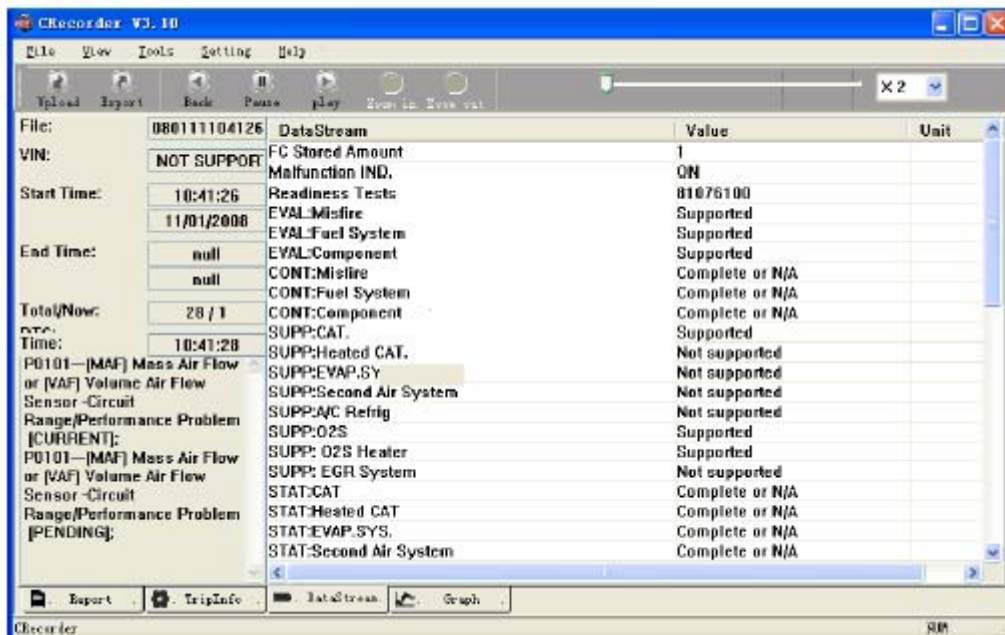 CRecorder V3.10
File View Tools Setting Help
Upload Export Back Pause play Zoom in Zoom out X 2
File: 080111104126
VIN: NOT SUPPORT
Start Time: 10:41:26
11/01/2008
End Time: null
null
Total/Now: 28 / 1
DTC:
Time: 10:41:28
P0101—(MAF) Mass Air Flow
or (VAF) Volume Air Flow
Sensor -Circuit
Range/Performance Problem
[CURRENT];
P0101—(MAF) Mass Air Flow
or (VAF) Volume Air Flow
Sensor -Circuit
Range/Performance Problem
[PENDING];
DataStream Value Unit
FC Stored Amount 1
Malfunction IND. ON
Readiness Tests 81076100
EVAL:Misfire Supported
EVAL:Fuel System Supported
EVAL:Component Supported
CONT:Misfire Complete or N/A
CONT:Fuel System Complete or N/A
CONT:Component Complete or N/A
SUPP:CAT. Supported
SUPP:Heated CAT. Not supported
SUPP:EVAP.SY Not supported
SUPP:Second Air System Not supported
SUPP:A/C Refrig Not supported
SUPP:O2S Supported
SUPP: O2S Heater Supported
SUPP: EGR System Not supported
STAT:CAT Complete or N/A
STAT:Heated CAT Complete or N/A
STAT:EVAP.SYS. Complete or N/A
STAT:Second Air System Complete or N/A
Report TripInfo DataStream Graph
CRecorder NUM